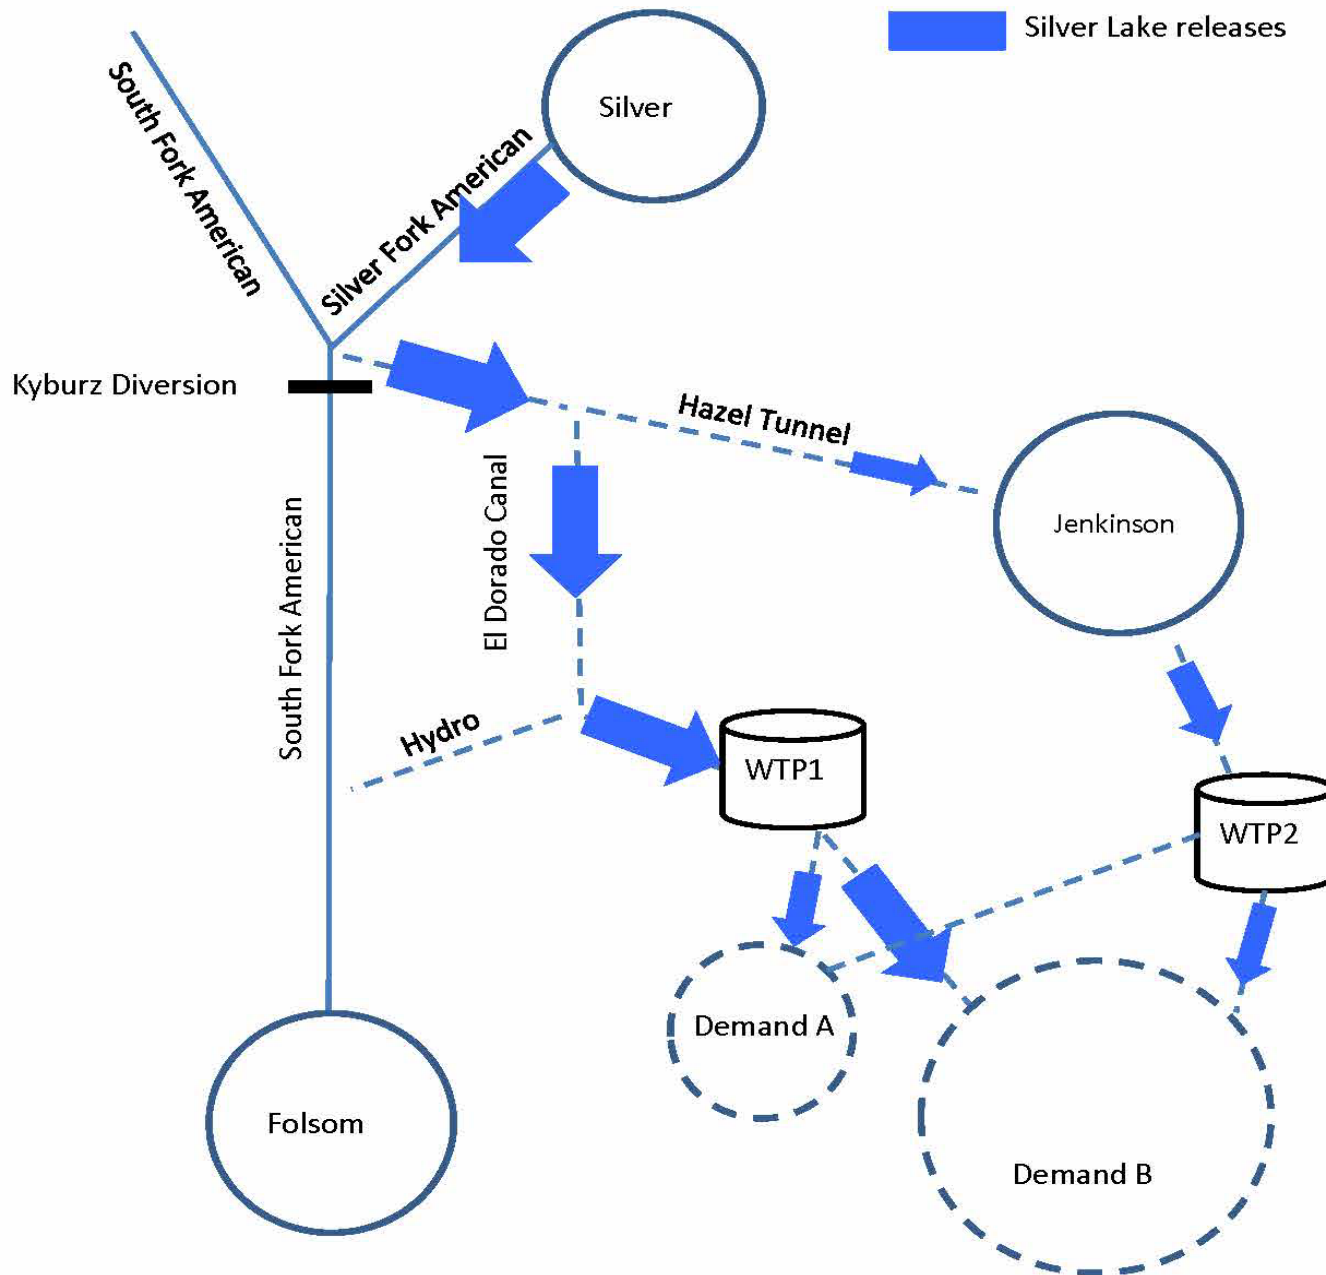 Silver Lake releases
Silver
South Fork American
Silver Fork American
Kyburz Diversion
Hazel Tunnel
Jenkinson
El Dorado Canal
South Fork American
Hydro
WTP1
WTP2
Demand A
Demand B
Folsom